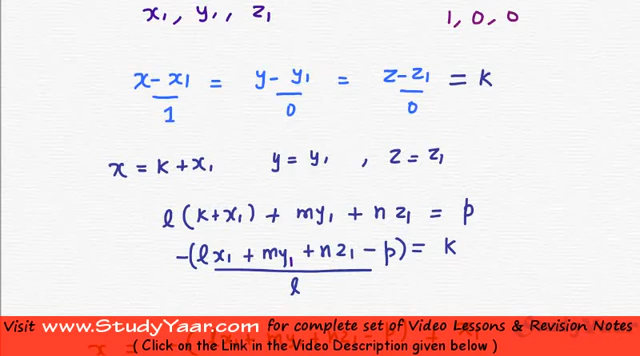 x₁, y₁, z₁ 1, 0, 0
(x - x₁)/1 = (y - y₁)/0 = (z - z₁)/0 = k
x = k + x₁ y = y₁ , z = z₁
l(k+x₁) + my₁ + nz₁ = p
-(lx₁ + my₁ + nz₁ - p)/l = k
Visit www.StudyYaar.com for complete set of Video Lessons & Revision Notes
( Click on the Link in the Video Description given below )